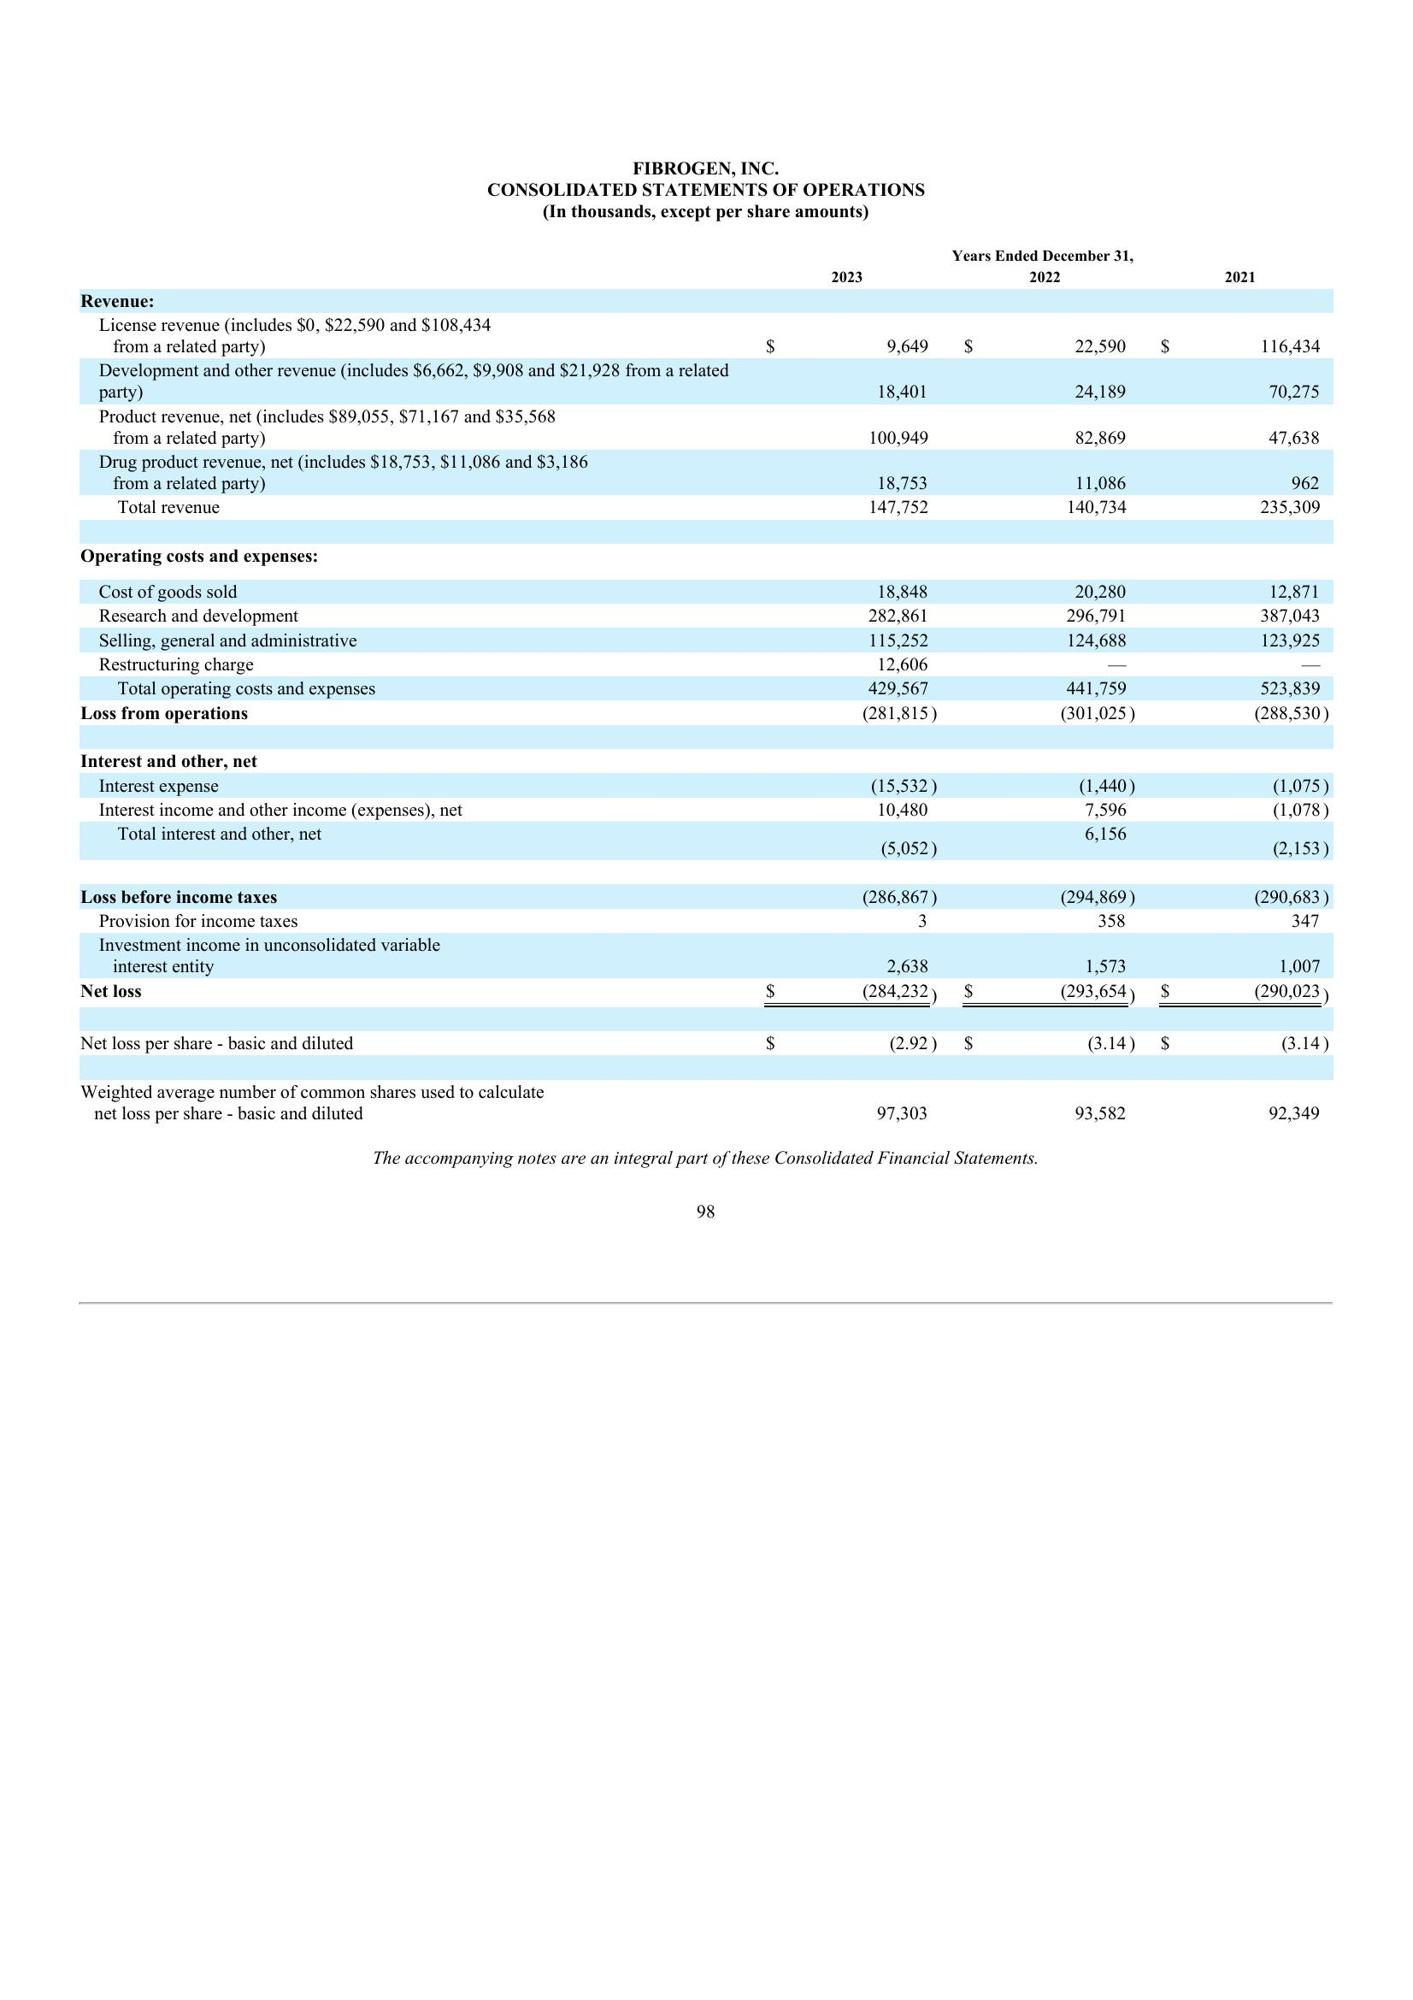 FIBROGEN, INC.
CONSOLIDATED STATEMENTS OF OPERATIONS
(In thousands, except per share amounts)
Years Ended December 31,
2023 2022 2021
Revenue:
License revenue (includes $0, $22,590 and $108,434
from a related party) $ 9,649 $ 22,590 $ 116,434
Development and other revenue (includes $6,662, $9,908 and $21,928 from a related
party) 18,401 24,189 70,275
Product revenue, net (includes $89,055, $71,167 and $35,568
from a related party) 100,949 82,869 47,638
Drug product revenue, net (includes $18,753, $11,086 and $3,186
from a related party) 18,753 11,086 962
Total revenue 147,752 140,734 235,309
Operating costs and expenses:
Cost of goods sold 18,848 20,280 12,871
Research and development 282,861 296,791 387,043
Selling, general and administrative 115,252 124,688 123,925
Restructuring charge 12,606 — —
Total operating costs and expenses 429,567 441,759 523,839
Loss from operations (281,815) (301,025) (288,530)
Interest and other, net
Interest expense (15,532) (1,440) (1,075)
Interest income and other income (expenses), net 10,480 7,596 (1,078)
Total interest and other, net (5,052) 6,156 (2,153)
Loss before income taxes (286,867) (294,869) (290,683)
Provision for income taxes 3 358 347
Investment income in unconsolidated variable
interest entity 2,638 1,573 1,007
Net loss $ (284,232) $ (293,654) $ (290,023)
Net loss per share - basic and diluted $ (2.92) $ (3.14) $ (3.14)
Weighted average number of common shares used to calculate
net loss per share - basic and diluted 97,303 93,582 92,349
The accompanying notes are an integral part of these Consolidated Financial Statements.
98